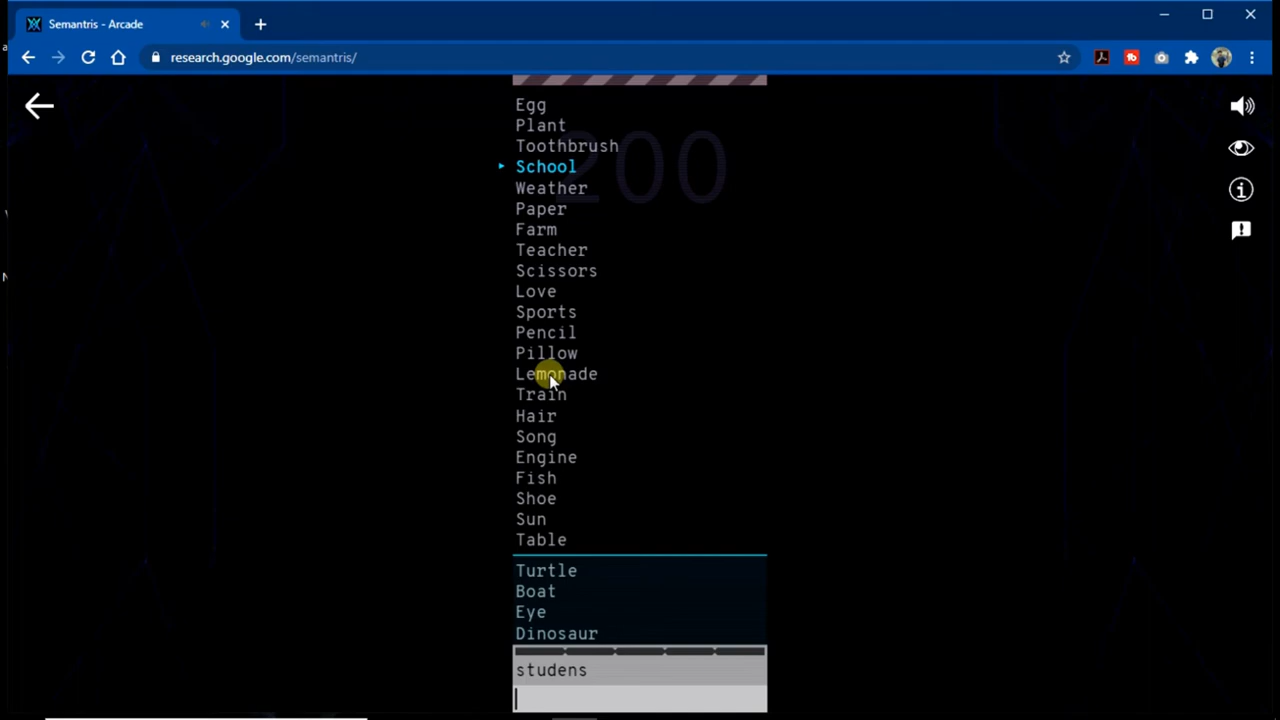 Semantris - Arcade
research.google.com/semantris/
200
Egg
Plant
Toothbrush
School
Weather
Paper
Farm
Teacher
Scissors
Love
Sports
Pencil
Pillow
Lemonade
Train
Hair
Song
Engine
Fish
Shoe
Sun
Table
Turtle
Boat
Eye
Dinosaur
studens